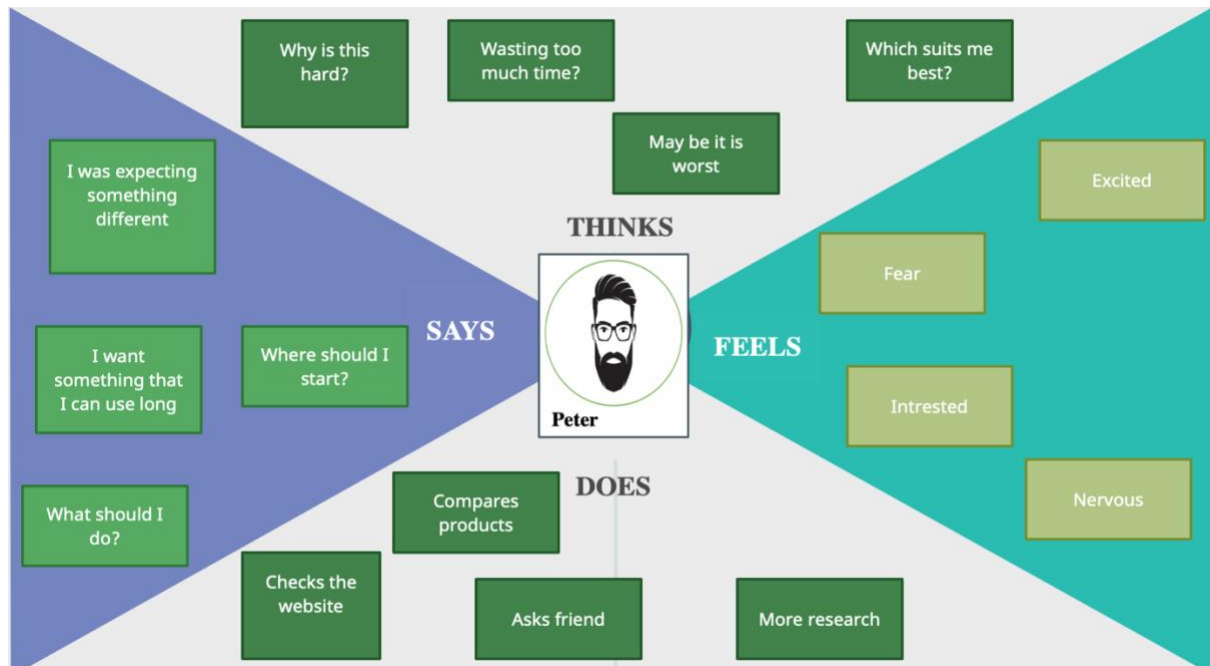 Why is this
hard?
Wasting too
much time?
Which suits me
best?
May be it is
worst
I was expecting
something
different
Excited
THINKS
Fear
SAYS
FEELS
I want
something that
I can use long
Where should I
start?
Intrested
Peter
DOES
Compares
products
Nervous
What should I
do?
Checks the
website
Asks friend
More research